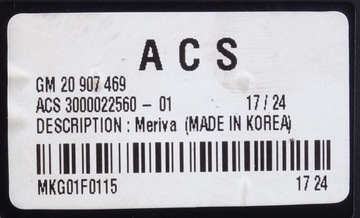 ACS
GM 20 907 469
ACS 3000022560 - 01 17/24
DESCRIPTION : Meriva (MADE IN KOREA)
MKG01F0115 17 24